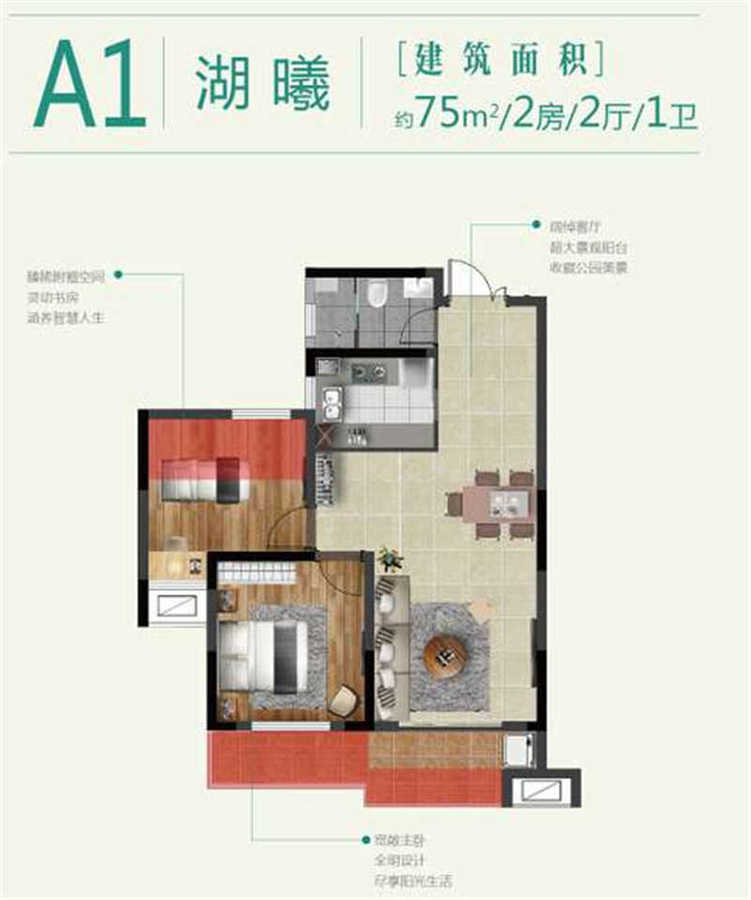 A1
湖曦
[建筑面积]
约75m²/2房/2厅/1卫
阔绰客厅
超大景观阳台
收藏公园美景
臻稀附赠空间
灵动书房
涵养智慧人生
宽敞主卧
全明设计
尽享阳光生活